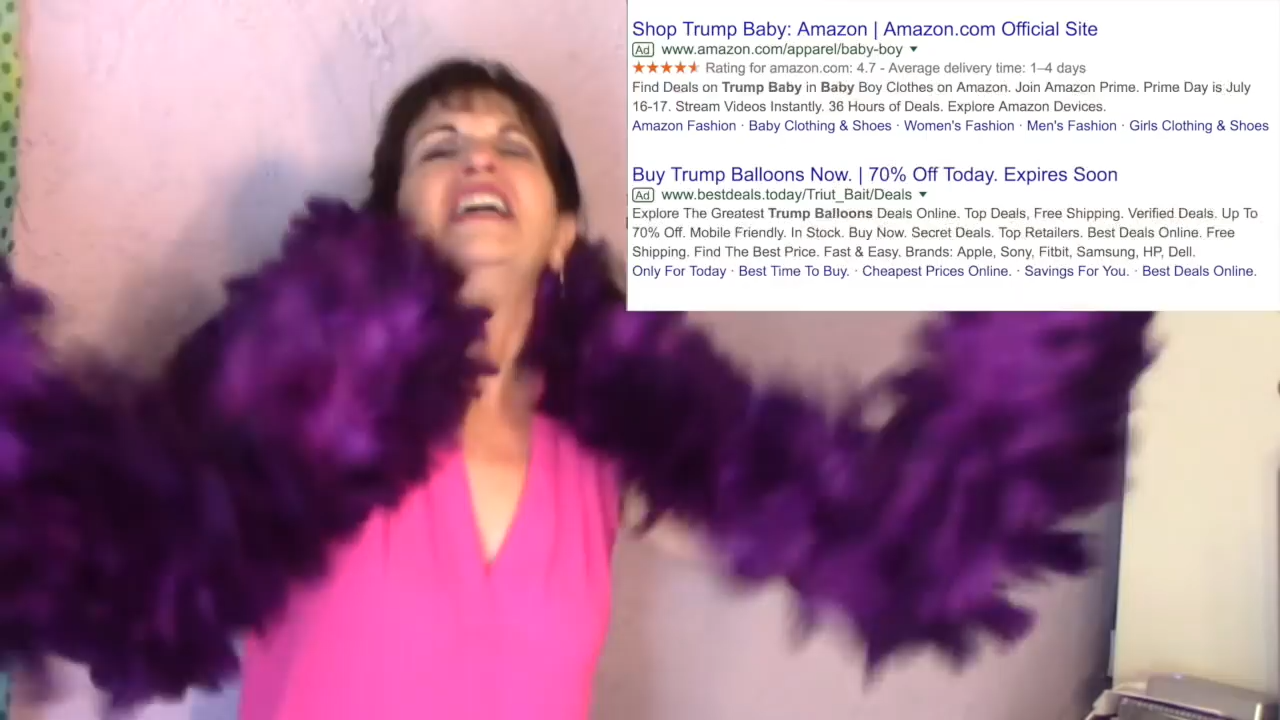 Shop Trump Baby: Amazon | Amazon.com Official Site
Ad www.amazon.com/apparel/baby-boy
Rating for amazon.com: 4.7 - Average delivery time: 1–4 days
Find Deals on Trump Baby in Baby Boy Clothes on Amazon. Join Amazon Prime. Prime Day is July
16-17. Stream Videos Instantly. 36 Hours of Deals. Explore Amazon Devices.
Amazon Fashion · Baby Clothing & Shoes · Women's Fashion · Men's Fashion · Girls Clothing & Shoes
Buy Trump Balloons Now. | 70% Off Today. Expires Soon
Ad www.bestdeals.today/Triut_Bait/Deals
Explore The Greatest Trump Balloons Deals Online. Top Deals, Free Shipping. Verified Deals. Up To
70% Off. Mobile Friendly. In Stock. Buy Now. Secret Deals. Top Retailers. Best Deals Online. Free
Shipping. Find The Best Price. Fast & Easy. Brands: Apple, Sony, Fitbit, Samsung, HP, Dell.
Only For Today · Best Time To Buy. · Cheapest Prices Online. · Savings For You. · Best Deals Online.